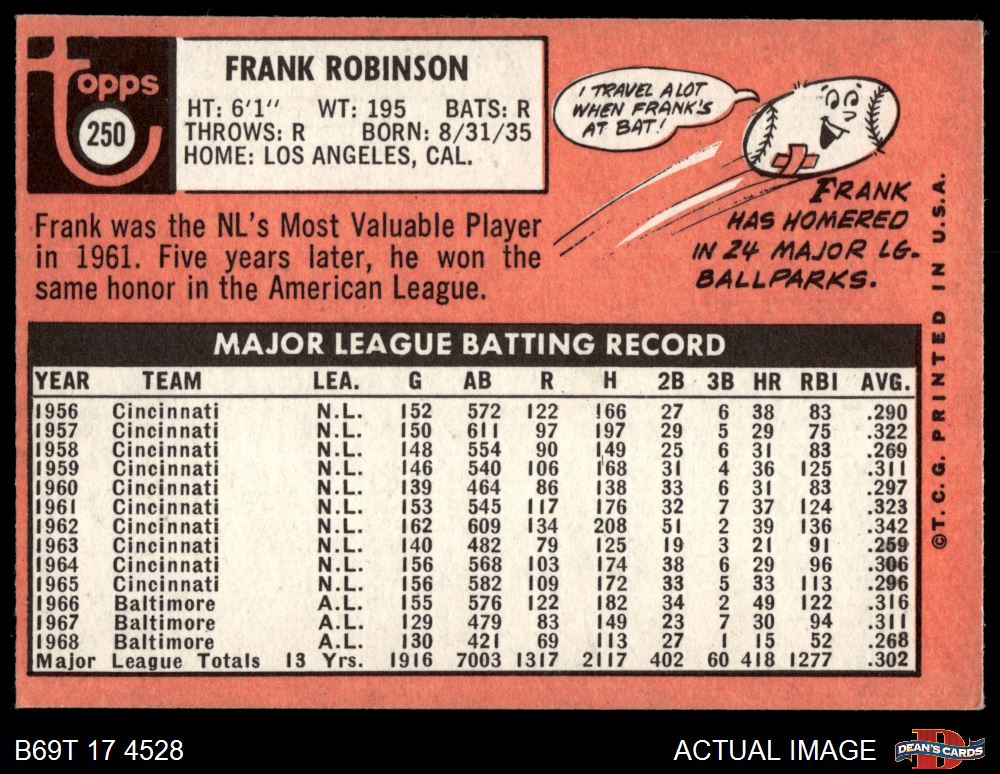 Topps
250
FRANK ROBINSON
HT: 6'1" WT: 195 BATS: R
THROWS: R BORN: 8/31/35
HOME: LOS ANGELES, CAL.
I TRAVEL A LOT
WHEN FRANK'S
AT BAT!
FRANK
HAS HOMERED
IN 24 MAJOR LG.
BALLPARKS.
Frank was the NL's Most Valuable Player
in 1961. Five years later, he won the
same honor in the American League.
MAJOR LEAGUE BATTING RECORD
YEAR TEAM LEA. G AB R H 2B 3B HR RBI AVG.
1956 Cincinnati N.L. 152 572 122 166 27 6 38 83 .290
1957 Cincinnati N.L. 150 611 97 197 29 5 29 75 .322
1958 Cincinnati N.L. 148 554 90 149 25 6 31 83 .269
1959 Cincinnati N.L. 146 540 106 168 31 4 36 125 .311
1960 Cincinnati N.L. 139 464 86 138 33 6 31 83 .297
1961 Cincinnati N.L. 153 545 117 176 32 7 37 124 .323
1962 Cincinnati N.L. 162 609 134 208 51 2 39 136 .342
1963 Cincinnati N.L. 140 482 79 125 19 3 21 91 .259
1964 Cincinnati N.L. 156 568 103 174 38 6 29 96 .306
1965 Cincinnati N.L. 156 582 109 172 33 5 33 113 .296
1966 Baltimore A.L. 155 576 122 182 34 2 49 122 .316
1967 Baltimore A.L. 129 479 83 149 23 7 30 94 .311
1968 Baltimore A.L. 130 421 69 113 27 1 15 52 .268
Major League Totals 13 Yrs. 1916 7003 1317 2117 402 60 418 1277 .302
©T. C. G. PRINTED IN U.S.A.
B69T 17 4528
ACTUAL IMAGE
D
DEAN'S CARDS